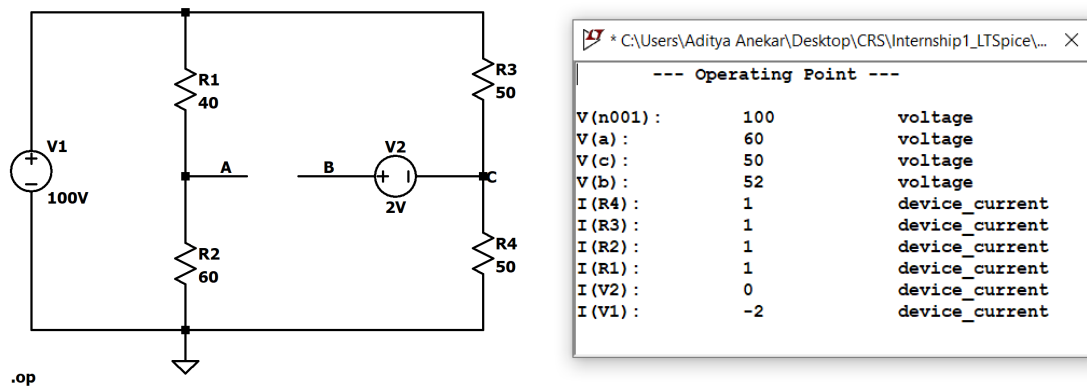 R1
40
R3
50
V1
100V
A
B
V2
2V
C
R2
60
R4
50
.op
* C:\Users\Aditya Anekar\Desktop\CRS\Internship1_LTSpice\...
--- Operating Point ---
V(n001): 100 voltage
V(a): 60 voltage
V(c): 50 voltage
V(b): 52 voltage
I(R4): 1 device_current
I(R3): 1 device_current
I(R2): 1 device_current
I(R1): 1 device_current
I(V2): 0 device_current
I(V1): -2 device_current